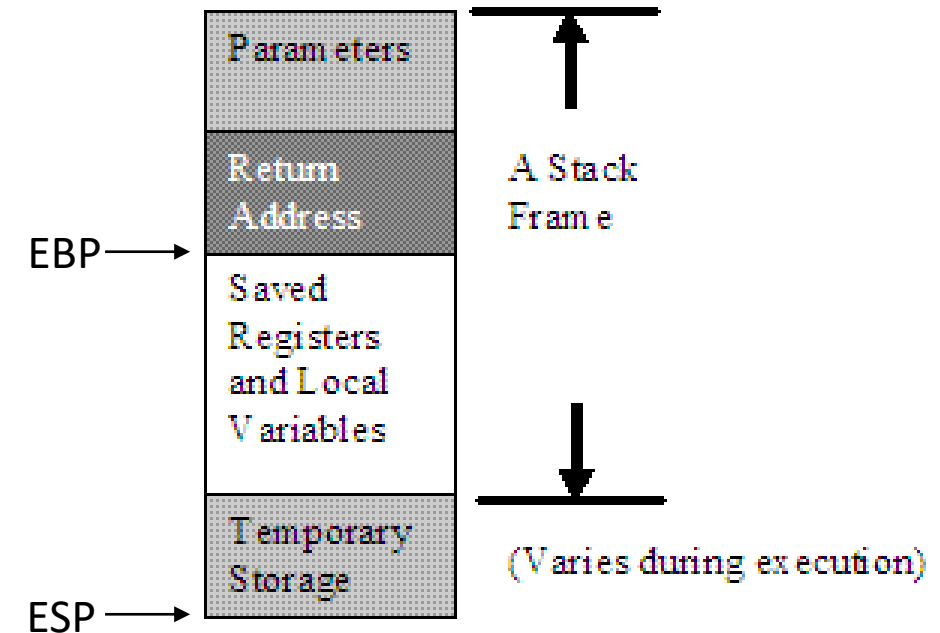 Parameters
Return
Address
A Stack
Frame
EBP
Saved
Registers
and Local
Variables
Temporary
Storage
(Varies during execution)
ESP